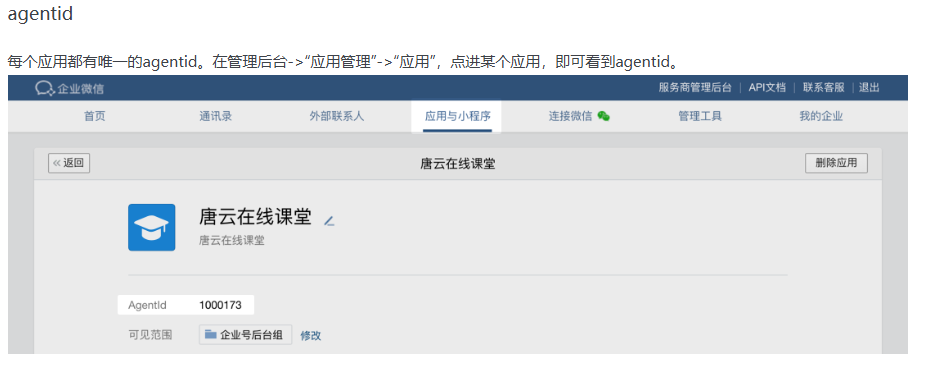 agentid
每个应用都有唯一的agentid。在管理后台->“应用管理”->“应用”，点进某个应用，即可看到agentid。
企业微信 服务商管理后台 | API文档 | 联系客服 | 退出
首页 通讯录 外部联系人 应用与小程序 连接微信 管理工具 我的企业
« 返回 唐云在线课堂 删除应用
唐云在线课堂
唐云在线课堂
AgentId 1000173
可见范围 企业号后台组 修改